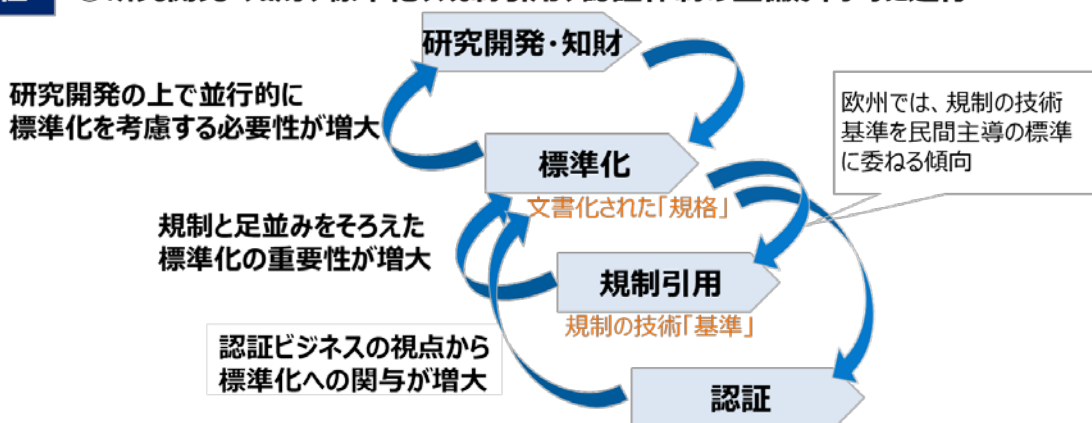 研究開発・知財
研究開発の上で並行的に
標準化を考慮する必要性が増大
欧州では、規制の技術
基準を民間主導の標準
に委ねる傾向
標準化
文書化された「規格」
規制と足並みをそろえた
標準化の重要性が増大
規制引用
規制の技術「基準」
認証ビジネスの視点から
標準化への関与が増大
認証